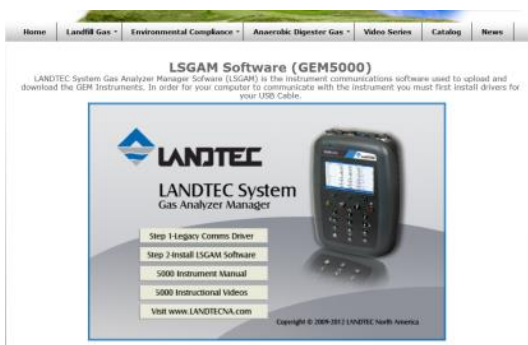 Home Landfill Gas Environmental Compliance Anaerobic Digester Gas Video Series Catalog News
LSGAM Software (GEM5000)
LANDTEC System Gas Analyzer Manager Sofware (LSGAM) is the instrument communications software used to upload and
download the GEM Instruments. In order for your computer to communicate with the instrument you must first install drivers for
your USB Cable.
LANDTEC
LANDTEC System
Gas Analyzer Manager
Step 1-Legacy Comms Driver
Step 2-Install LSGAM Software
5000 Instrument Manual
5000 Instructional Videos
Visit www.LANDTECNA.com
Copyright © 2009-2012 LANDTEC North America